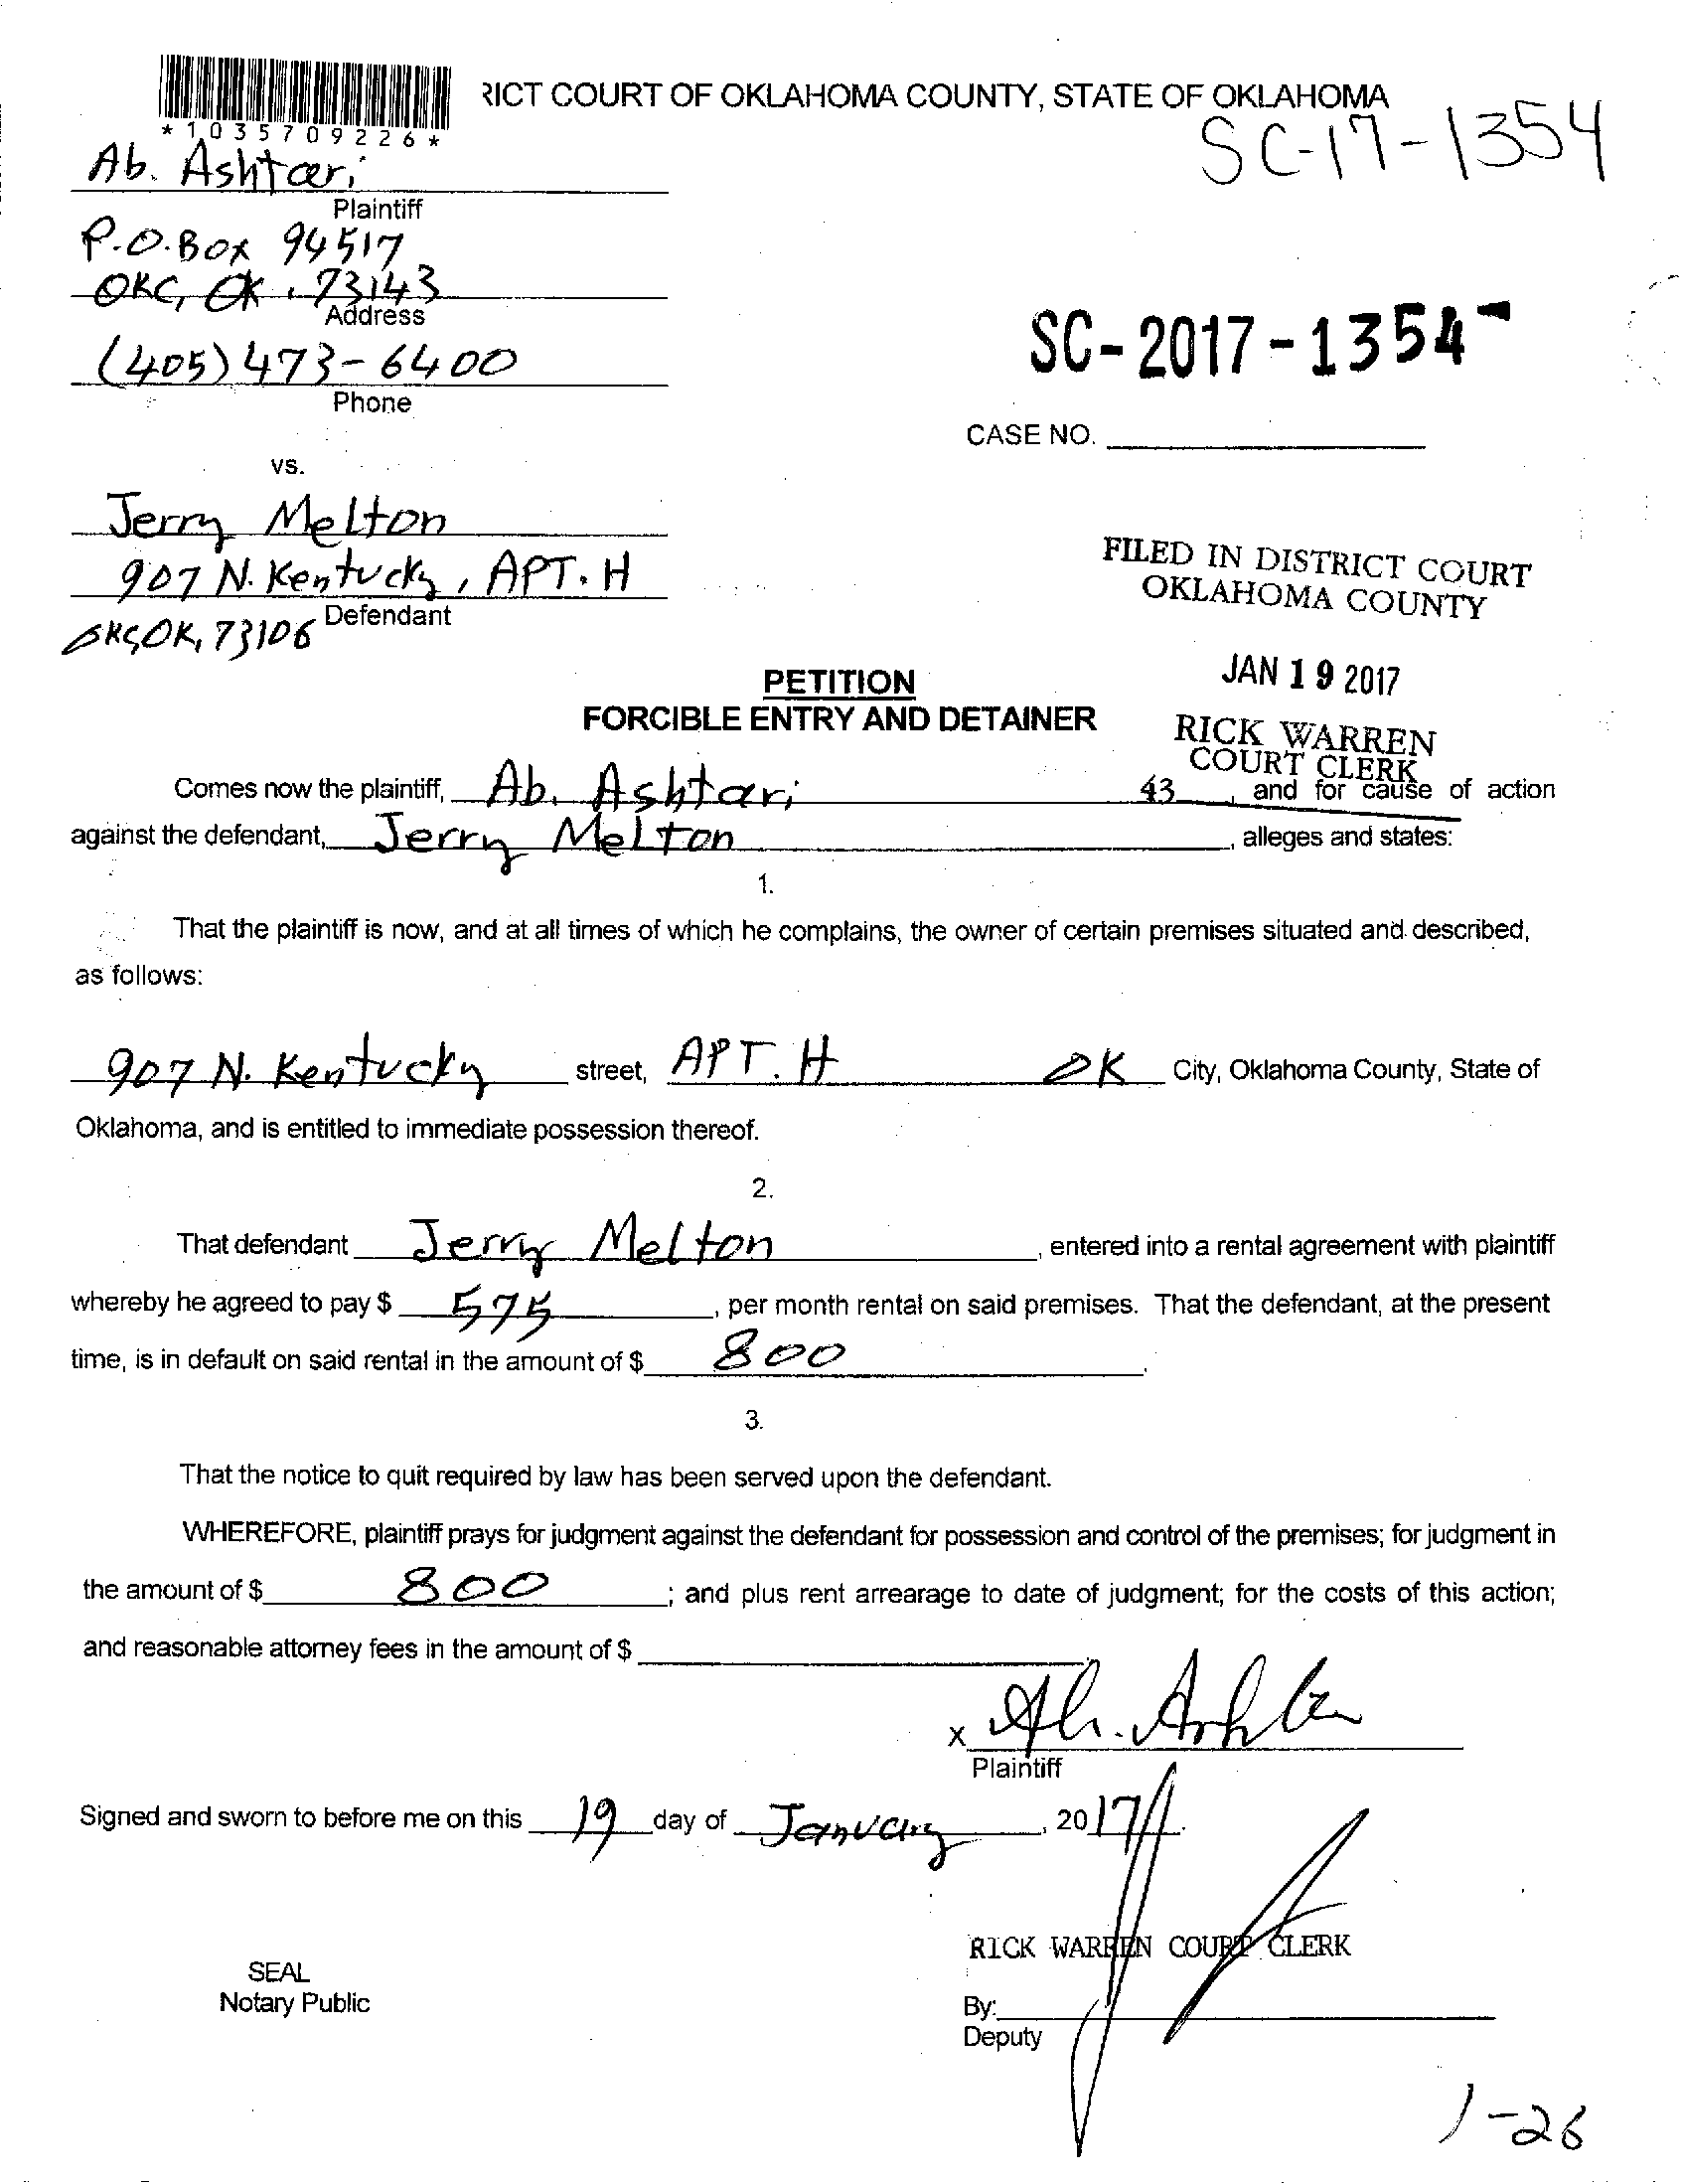 RICT COURT OF OKLAHOMA COUNTY, STATE OF OKLAHOMA
*1035709226*
SC-17-1354
Ab. Ashtari
Plaintiff
P.O.Box 94517
OKC, OK. 73143
Address
(405) 473-6400
Phone
SC-2017-1354
CASE NO.
vs.
Jerry Melton
907 N. Kentucky, APT. H
Defendant
OKC, OK, 73106
FILED IN DISTRICT COURT
OKLAHOMA COUNTY
JAN 19 2017
RICK WARREN
COURT CLERK
43
PETITION
FORCIBLE ENTRY AND DETAINER
Comes now the plaintiff, Ab. Ashtari, and for cause of action
against the defendant, Jerry Melton, alleges and states:
1.
That the plaintiff is now, and at all times of which he complains, the owner of certain premises situated and described,
as follows:
907 N. Kentucky street, APT. H OK City, Oklahoma County, State of
Oklahoma, and is entitled to immediate possession thereof.
2.
That defendant Jerry Melton, entered into a rental agreement with plaintiff
whereby he agreed to pay $ 575, per month rental on said premises. That the defendant, at the present
time, is in default on said rental in the amount of $ 800.
3.
That the notice to quit required by law has been served upon the defendant.
WHEREFORE, plaintiff prays for judgment against the defendant for possession and control of the premises; for judgment in
the amount of $ 800; and plus rent arrearage to date of judgment; for the costs of this action;
and reasonable attorney fees in the amount of $
x Ab. Ashtari
Plaintiff
Signed and sworn to before me on this 19 day of January, 2017.
RICK WARREN COURT CLERK
SEAL
Notary Public
By:
Deputy
1-26